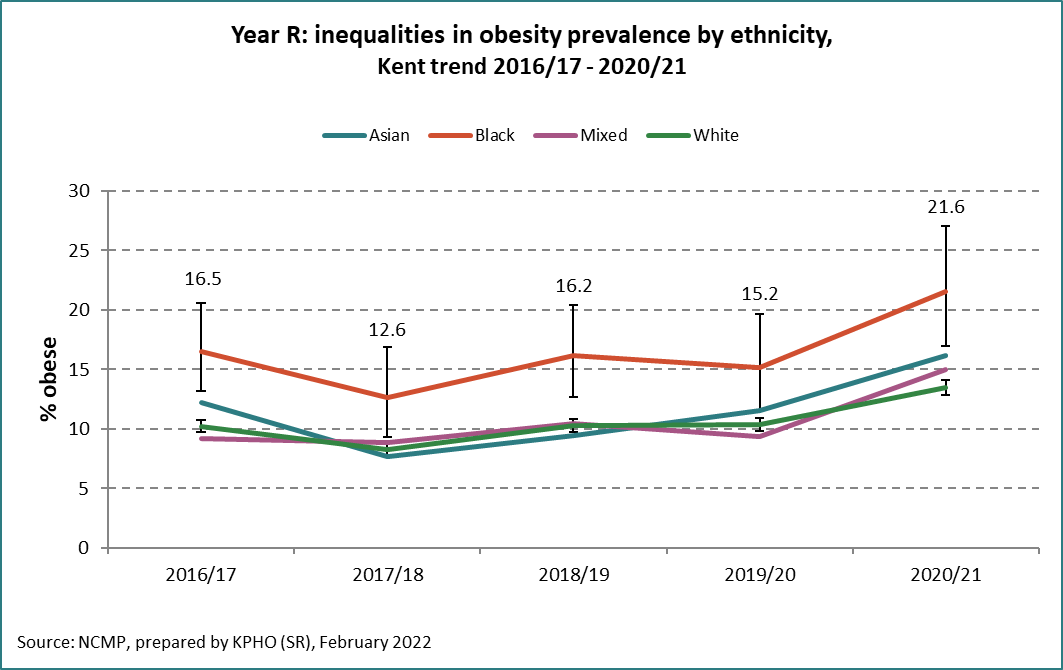 Year R: inequalities in obesity prevalence by ethnicity,
Kent trend 2016/17 - 2020/21
Asian Black Mixed White
% obese
30
25
20
15
10
5
0
16.5
12.6
16.2
15.2
21.6
2016/17 2017/18 2018/19 2019/20 2020/21
Source: NCMP, prepared by KPHO (SR), February 2022